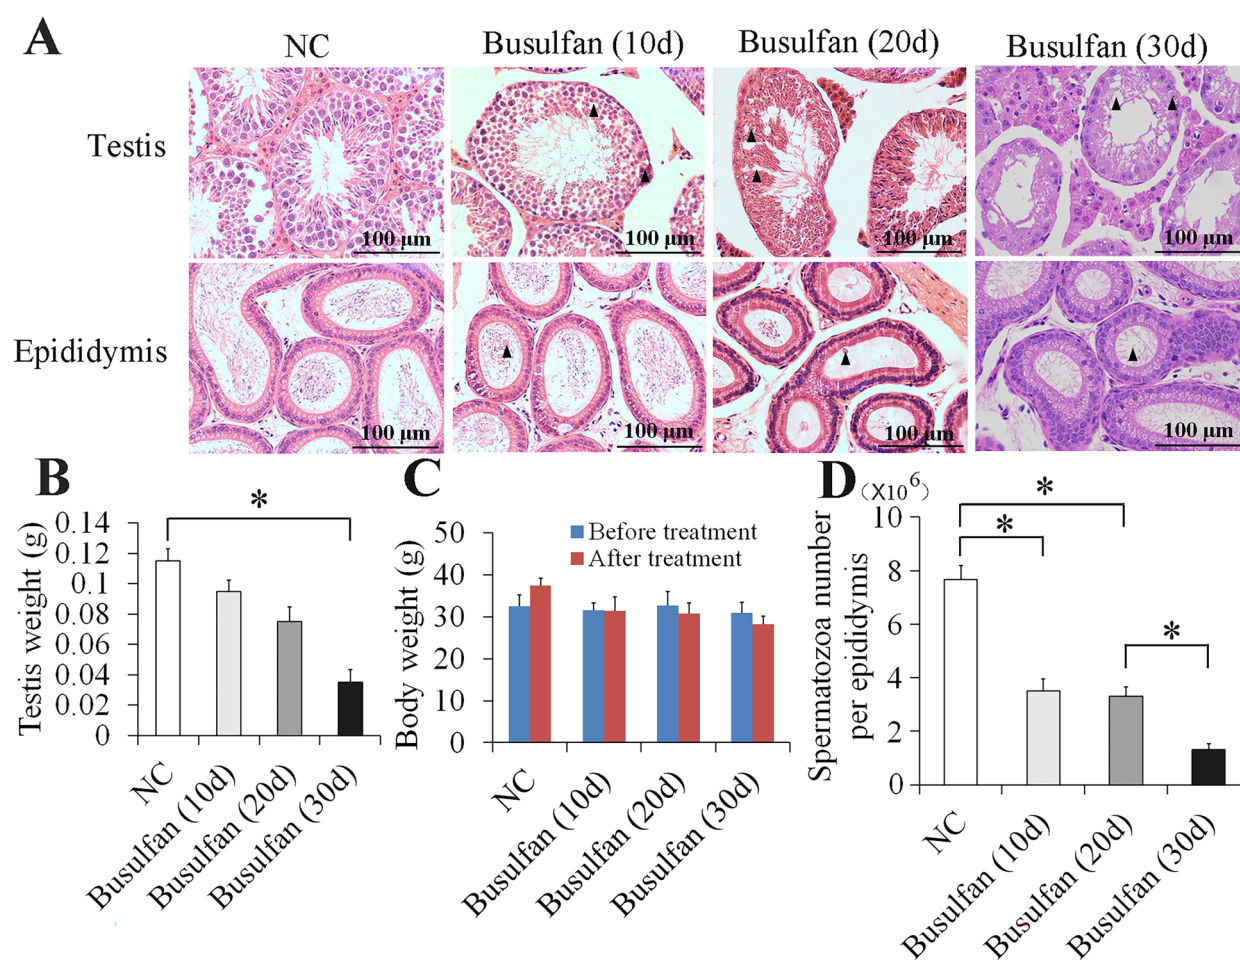 A
NC
Busulfan (10d)
Busulfan (20d)
Busulfan (30d)
Testis
100 μm
100 μm
100 μm
100 μm
Epididymis
100 μm
100 μm
100 μm
100 μm
B
*
Testis weight (g)
0.14
0.12
0.1
0.08
0.06
0.04
0.02
0
NC
Busulfan (10d)
Busulfan (20d)
Busulfan (30d)
C
Before treatment
After treatment
Body weight (g)
50
40
30
20
10
0
NC
Busulfan (10d)
Busulfan (20d)
Busulfan (30d)
D
(X10⁶)
*
*
*
Spermatozoa number
per epididymis
10
8
6
4
2
0
NC
Busulfan (10d)
Busulfan (20d)
Busulfan (30d)